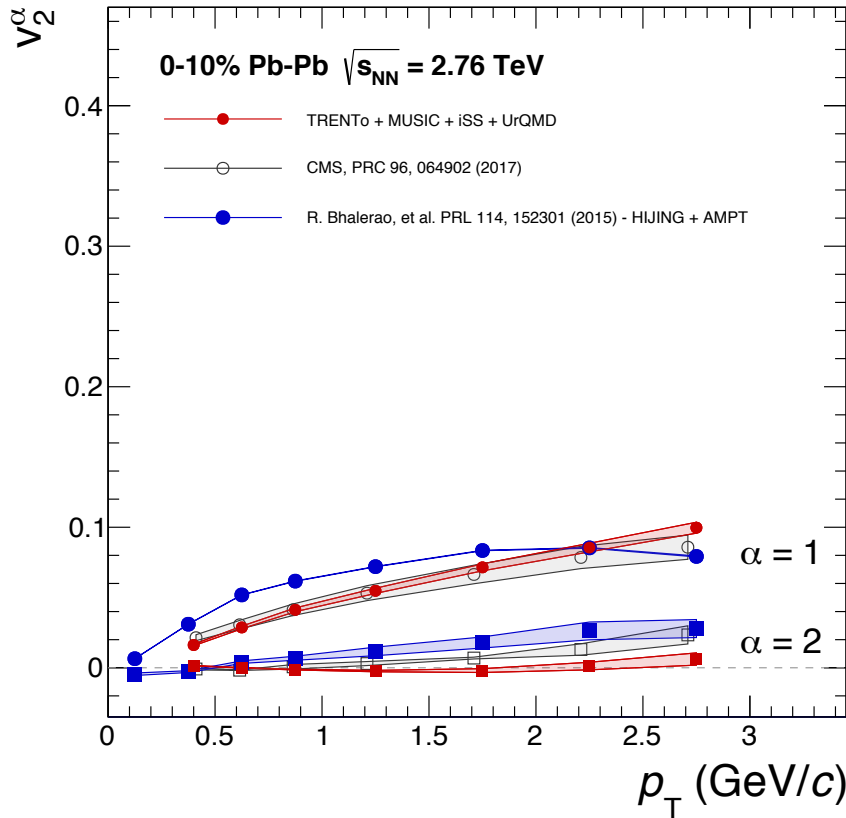 v₂^α
0-10% Pb-Pb √s_NN = 2.76 TeV
TRENTo + MUSIC + iSS + UrQMD
CMS, PRC 96, 064902 (2017)
R. Bhalerao, et al. PRL 114, 152301 (2015) - HIJING + AMPT
0.4
0.3
0.2
0.1
0
α = 1
α = 2
0 0.5 1 1.5 2 2.5 3
p_T (GeV/c)